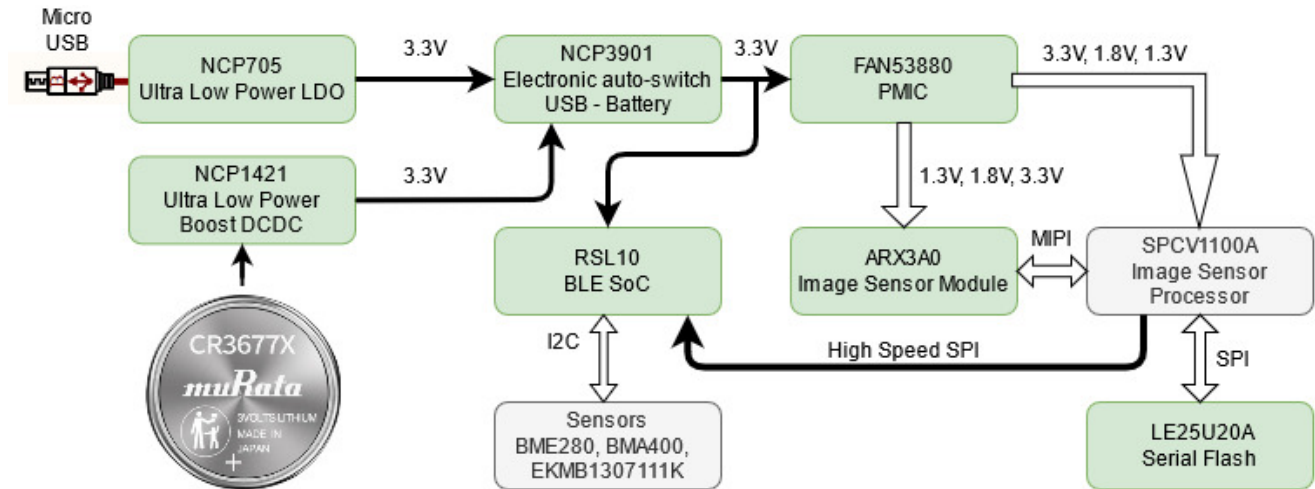 Micro
USB
NCP705
Ultra Low Power LDO
3.3V
NCP3901
Electronic auto-switch
USB - Battery
3.3V
FAN53880
PMIC
3.3V, 1.8V, 1.3V
NCP1421
Ultra Low Power
Boost DCDC
3.3V
1.3V, 1.8V, 3.3V
RSL10
BLE SoC
ARX3A0
Image Sensor Module
MIPI
SPCV1100A
Image Sensor
Processor
CR3677X
muRata
3VOLTS LITHIUM
MADE IN
JAPAN
+
I2C
High Speed SPI
SPI
Sensors
BME280, BMA400,
EKMB1307111K
LE25U20A
Serial Flash